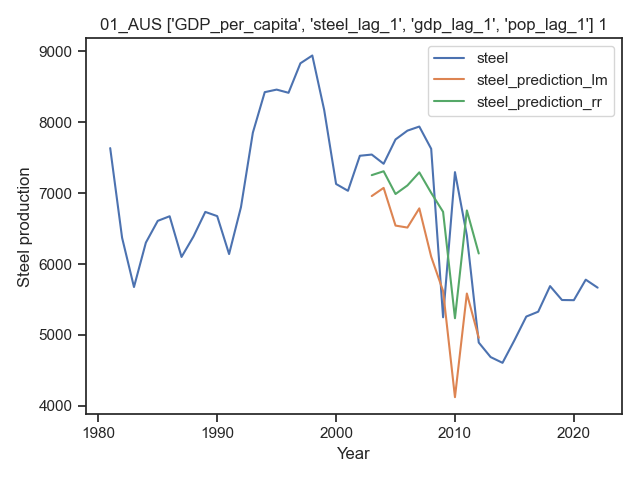 01_AUS ['GDP_per_capita', 'steel_lag_1', 'gdp_lag_1', 'pop_lag_1'] 1
steel
steel_prediction_lm
steel_prediction_rr
9000
8000
7000
6000
5000
4000
Steel production
1980
1990
2000
2010
2020
Year